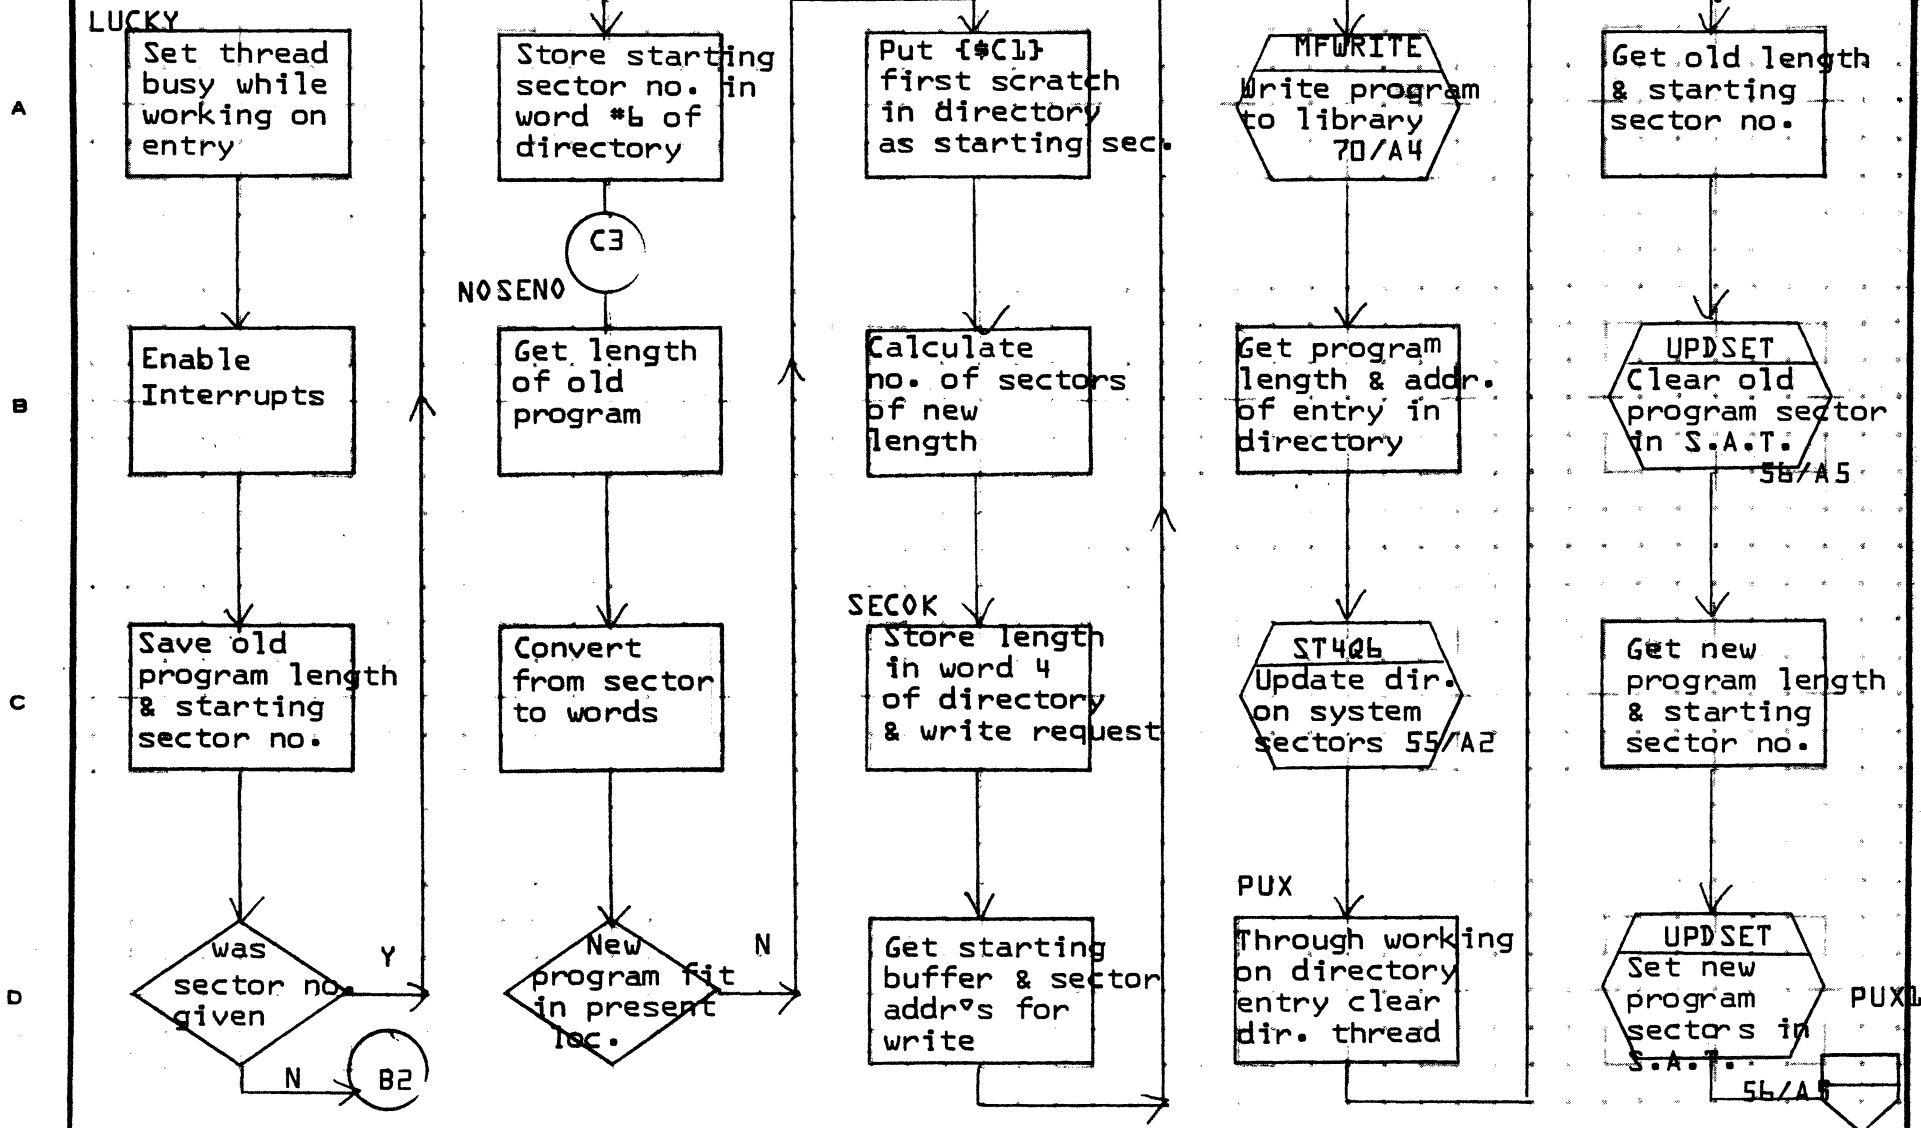 LUCKY
A
Set thread
busy while
working on
entry
B
Enable
Interrupts
C
Save old
program length
& starting
sector no.
D
was
sector no.
given
Y
N
B2
Store starting
sector no. in
word #6 of
directory
C3
NOSENO
Get length
of old
program
Convert
from sector
to words
New
program fit
in present
loc.
N
Put {$C1}
first scratch
in directory
as starting sec.
Calculate
no. of sectors
of new
length
SECOK
Store length
in word 4
of directory
& write request
Get starting
buffer & sector
addr's for
write
MFWRITE
Write program
to library
70/A4
Get program
length & addr.
of entry in
directory
ST4Q6
Update dir.
on system
sectors 55/A2
PUX
Through working
on directory
entry clear
dir. thread
Get old length
& starting
sector no.
UPDSET
Clear old
program sector
in S.A.T.
56/A5
Get new
program length
& starting
sector no.
UPDSET
Set new
program
sectors in
S.A.T.
56/A5
PUX1